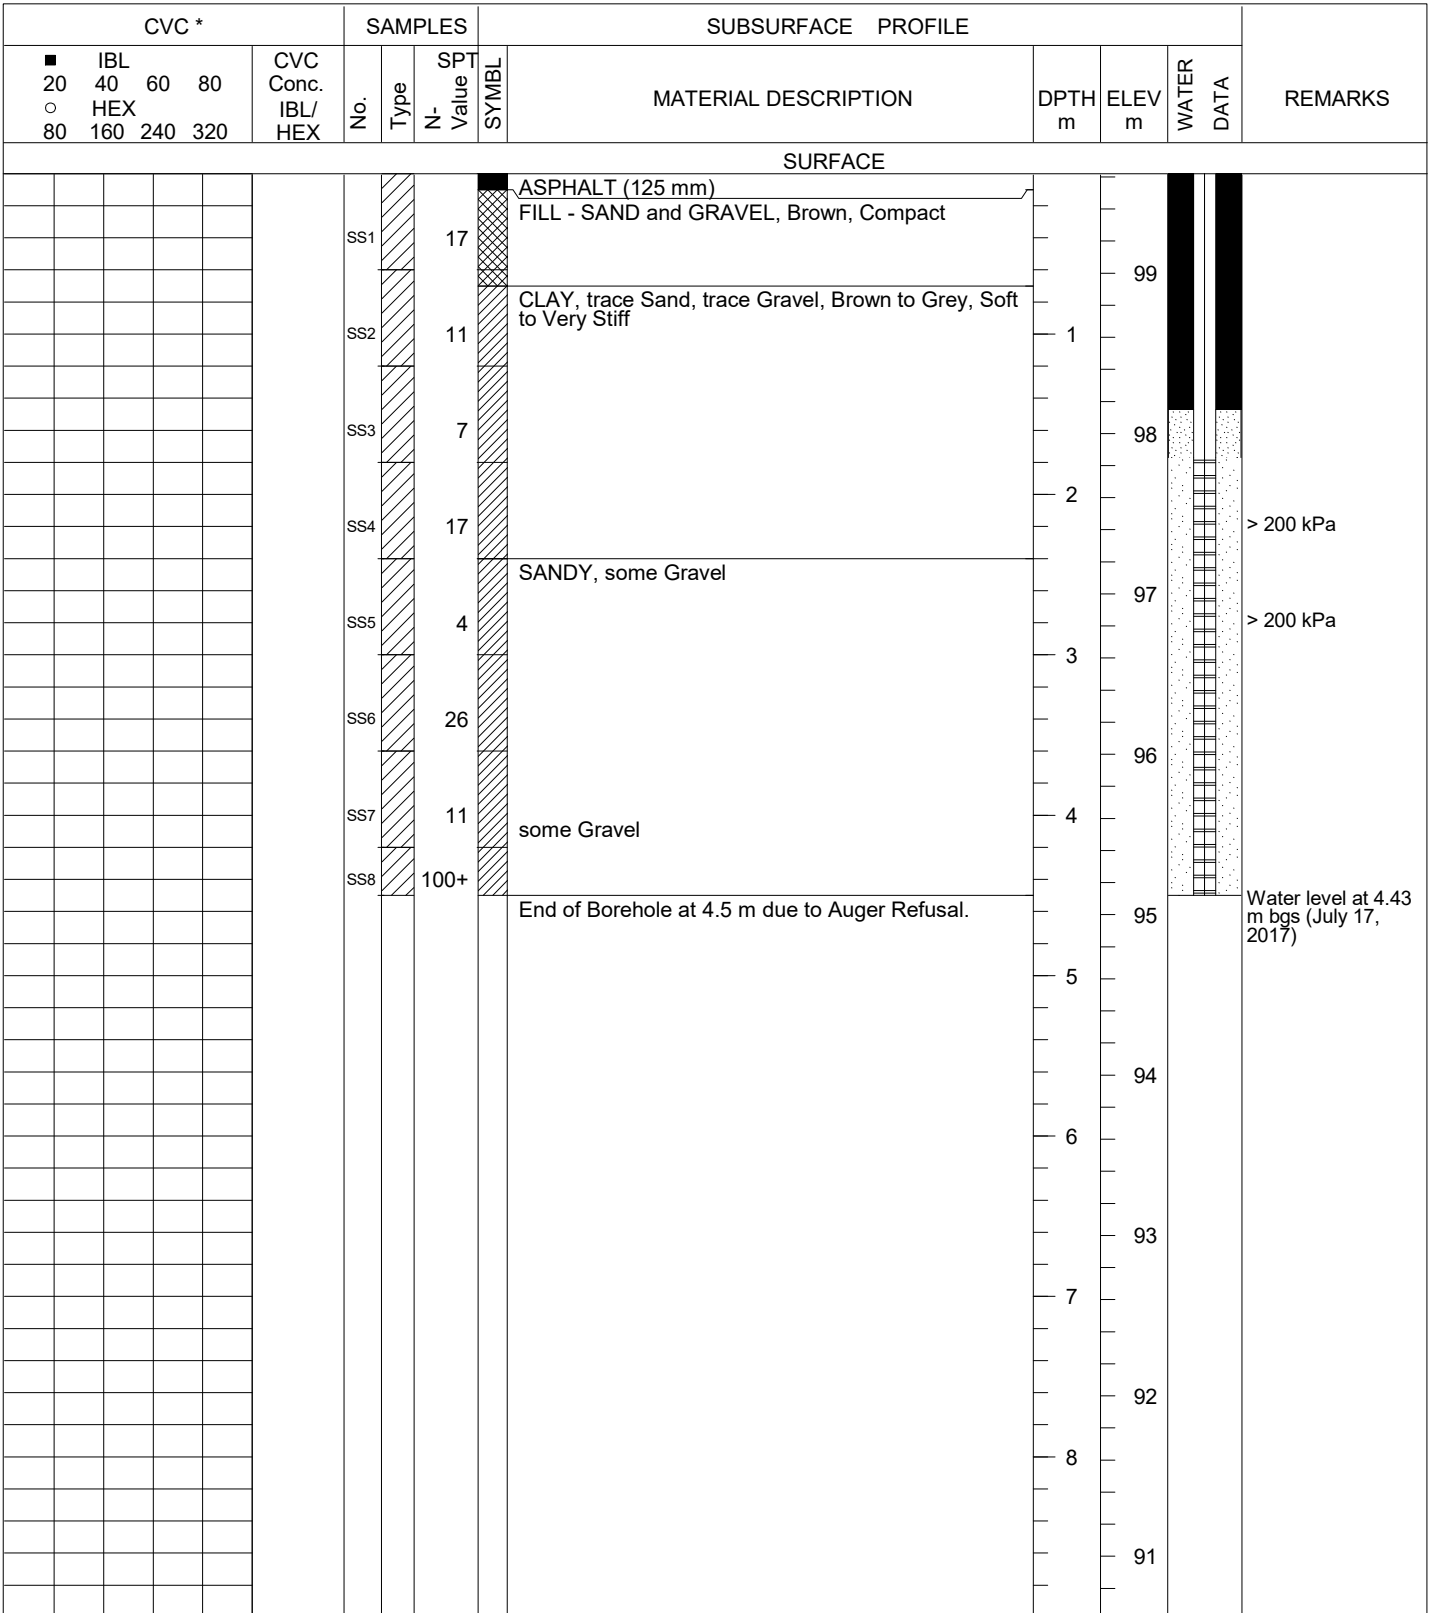 CVC *
SAMPLES
SUBSURFACE PROFILE
■ IBL
20 40 60 80
○ HEX
80 160 240 320
CVC
Conc.
IBL/
HEX
No.
Type
SPT
N-
Value
SYMBL
MATERIAL DESCRIPTION
DPTH
m
ELEV
m
WATER
DATA
REMARKS
SURFACE
ASPHALT (125 mm)
FILL - SAND and GRAVEL, Brown, Compact
SS1 17
99
CLAY, trace Sand, trace Gravel, Brown to Grey, Soft
to Very Stiff
SS2 11
1
SS3 7
98
2
SS4 17
> 200 kPa
SANDY, some Gravel
97
SS5 4
> 200 kPa
3
SS6 26
96
SS7 11
4
some Gravel
SS8 100+
End of Borehole at 4.5 m due to Auger Refusal.
95
Water level at 4.43
m bgs (July 17,
2017)
5
94
6
93
7
92
8
91